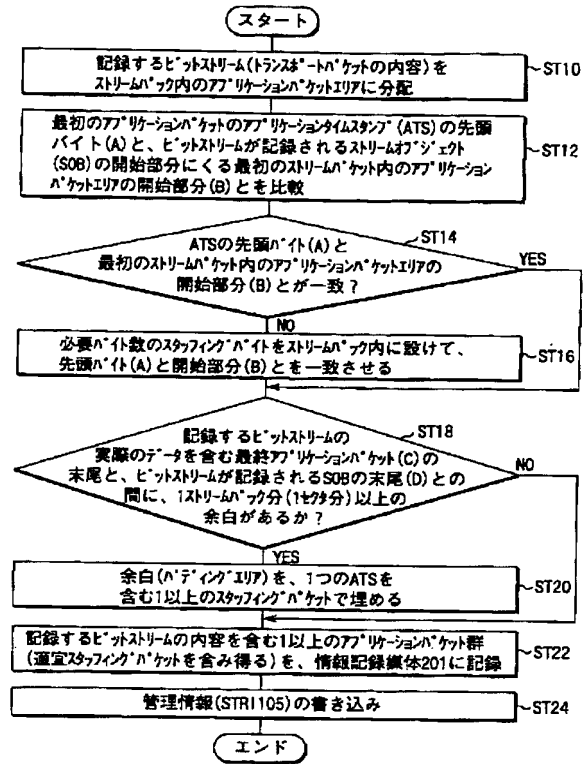 スタート
記録するビットストリーム(トランスポートパケットの内容)を
ストリームパック内のアプリケーションパケットエリアに分配
ST10
最初のアプリケーションパケットのアプリケーションタイムスタンプ(ATS)の先頭
バイト(A)と、ビットストリームが記録されるストリームオブジェクト
(SOB)の開始部分にくる最初のストリームパケット内のアプリケーション
パケットエリアの開始部分(B)とを比較
ST12
ATSの先頭バイト(A)と
最初のストリームパケット内のアプリケーションパケットエリアの
開始部分(B)とが一致?
ST14
YES
NO
必要バイト数のスタッフィングバイトをストリームパック内に設けて、
先頭バイト(A)と開始部分(B)とを一致させる
ST16
記録するビットストリームの
実際のデータを含む最終アプリケーションパケット(C)の
末尾と、ビットストリームが記録されるSOBの末尾(D)との
間に、1ストリームパック分(1セクタ分)以上の
余白があるか?
ST18
NO
YES
余白(パディングエリア)を、1つのATSを
含む1以上のスタッフィングパケットで埋める
ST20
記録するビットストリームの内容を含む1以上のアプリケーションパケット群
(適宜スタッフィングパケットを含み得る)を、情報記録媒体201に記録
ST22
管理情報(STRI105)の書き込み
ST24
エンド